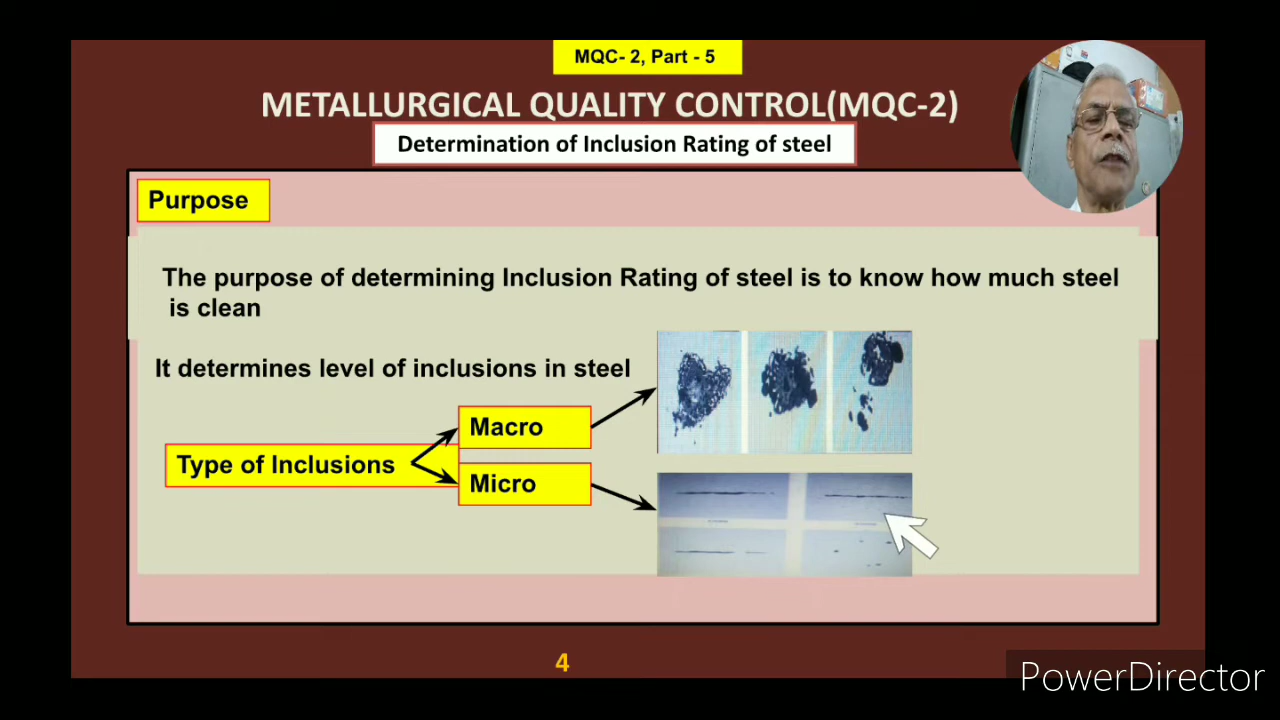 MQC- 2, Part - 5
METALLURGICAL QUALITY CONTROL(MQC-2)
Determination of Inclusion Rating of steel
Purpose
The purpose of determining Inclusion Rating of steel is to know how much steel
is clean
It determines level of inclusions in steel
Macro
Type of Inclusions
Micro
4
PowerDirector